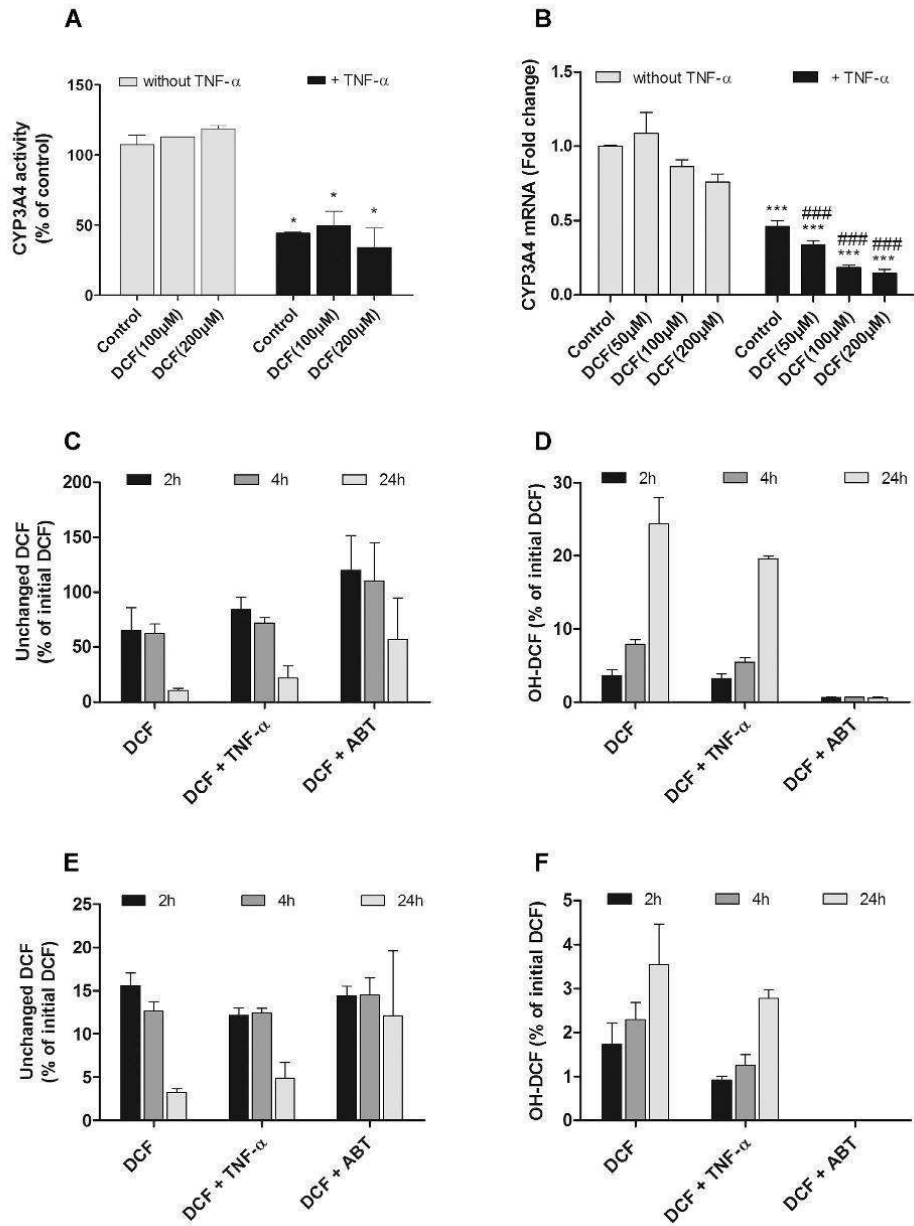 A
without TNF-α
+ TNF-α
CYP3A4 activity
(% of control)
150
100
50
0
*
*
*
Control
DCF(100µM)
DCF(200µM)
Control
DCF(100µM)
DCF(200µM)
B
without TNF-α
+ TNF-α
CYP3A4 mRNA (Fold change)
1.5
1.0
0.5
0.0
***
###
***
###
***
###
***
Control
DCF(50µM)
DCF(100µM)
DCF(200µM)
Control
DCF(50µM)
DCF(100µM)
DCF(200µM)
C
2h
4h
24h
Unchanged DCF
(% of initial DCF)
200
150
100
50
0
DCF
DCF + TNF-α
DCF + ABT
D
2h
4h
24h
OH-DCF (% of initial DCF)
30
20
10
0
DCF
DCF + TNF-α
DCF + ABT
E
2h
4h
24h
Unchanged DCF
(% of initial DCF)
25
20
15
10
5
0
DCF
DCF + TNF-α
DCF + ABT
F
2h
4h
24h
OH-DCF (% of initial DCF)
5
4
3
2
1
0
DCF
DCF + TNF-α
DCF + ABT